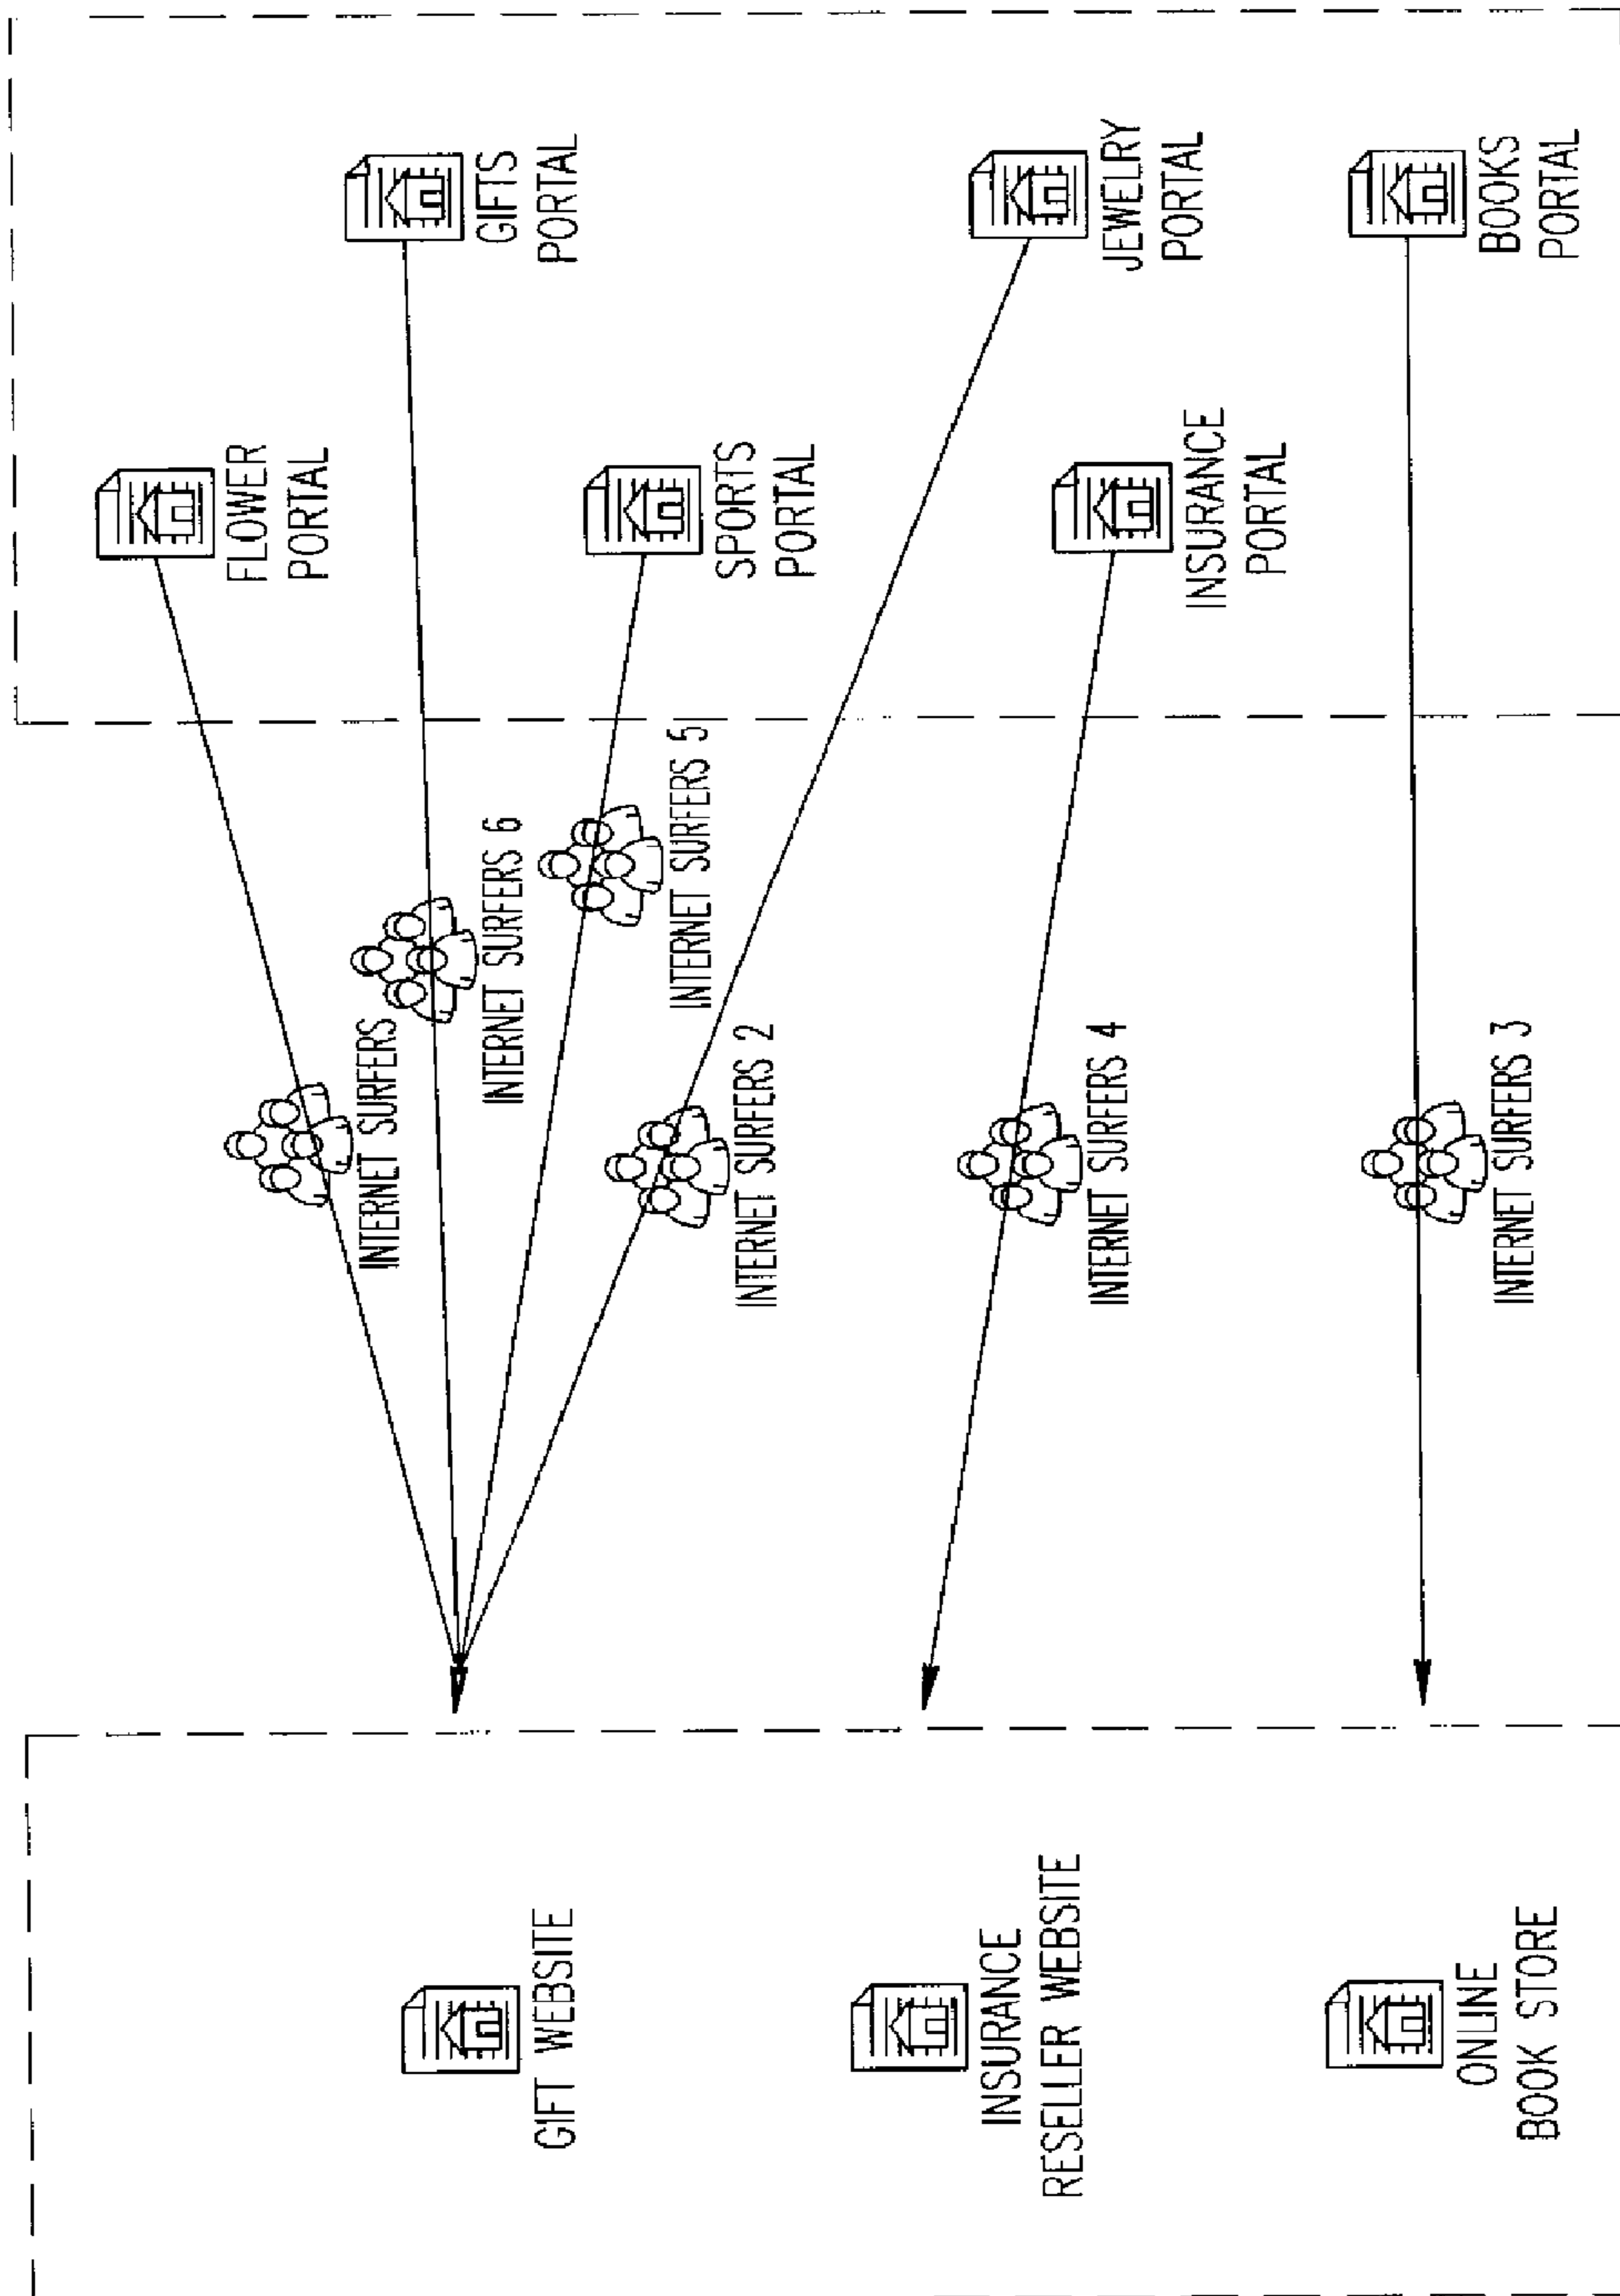 GIFT WEBSITE
INSURANCE
RESELLER WEBSITE
ONLINE
BOOK STORE
INTERNET SURFERS
INTERNET SURFERS 6
INTERNET SURFERS 5
INTERNET SURFERS 2
INTERNET SURFERS 4
INTERNET SURFERS 3
FLOWER
PORTAL
GIFTS
PORTAL
SPORTS
PORTAL
JEWELRY
PORTAL
INSURANCE
PORTAL
BOOKS
PORTAL